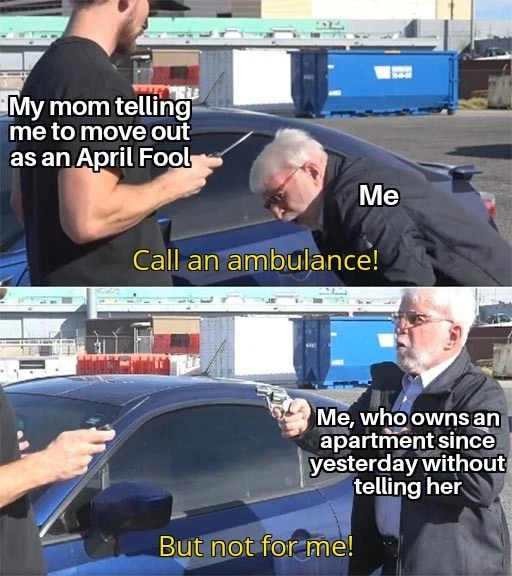 My mom telling
me to move out
as an April Fool
Me
Call an ambulance!
Me, who owns an
apartment since
yesterday without
telling her
But not for me!